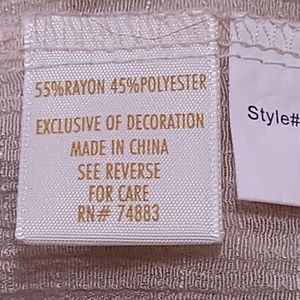 55%RAYON 45%POLYESTER
EXCLUSIVE OF DECORATION
MADE IN CHINA
SEE REVERSE
FOR CARE
RN# 74883
Style#